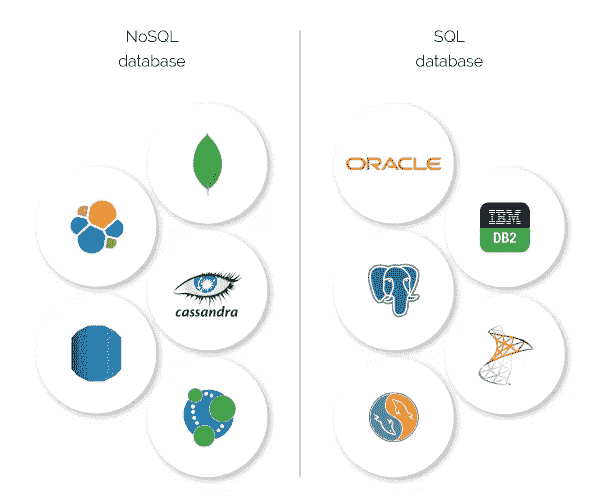 NoSQL
database
SQL
database
cassandra
ORACLE
IBM
DB2